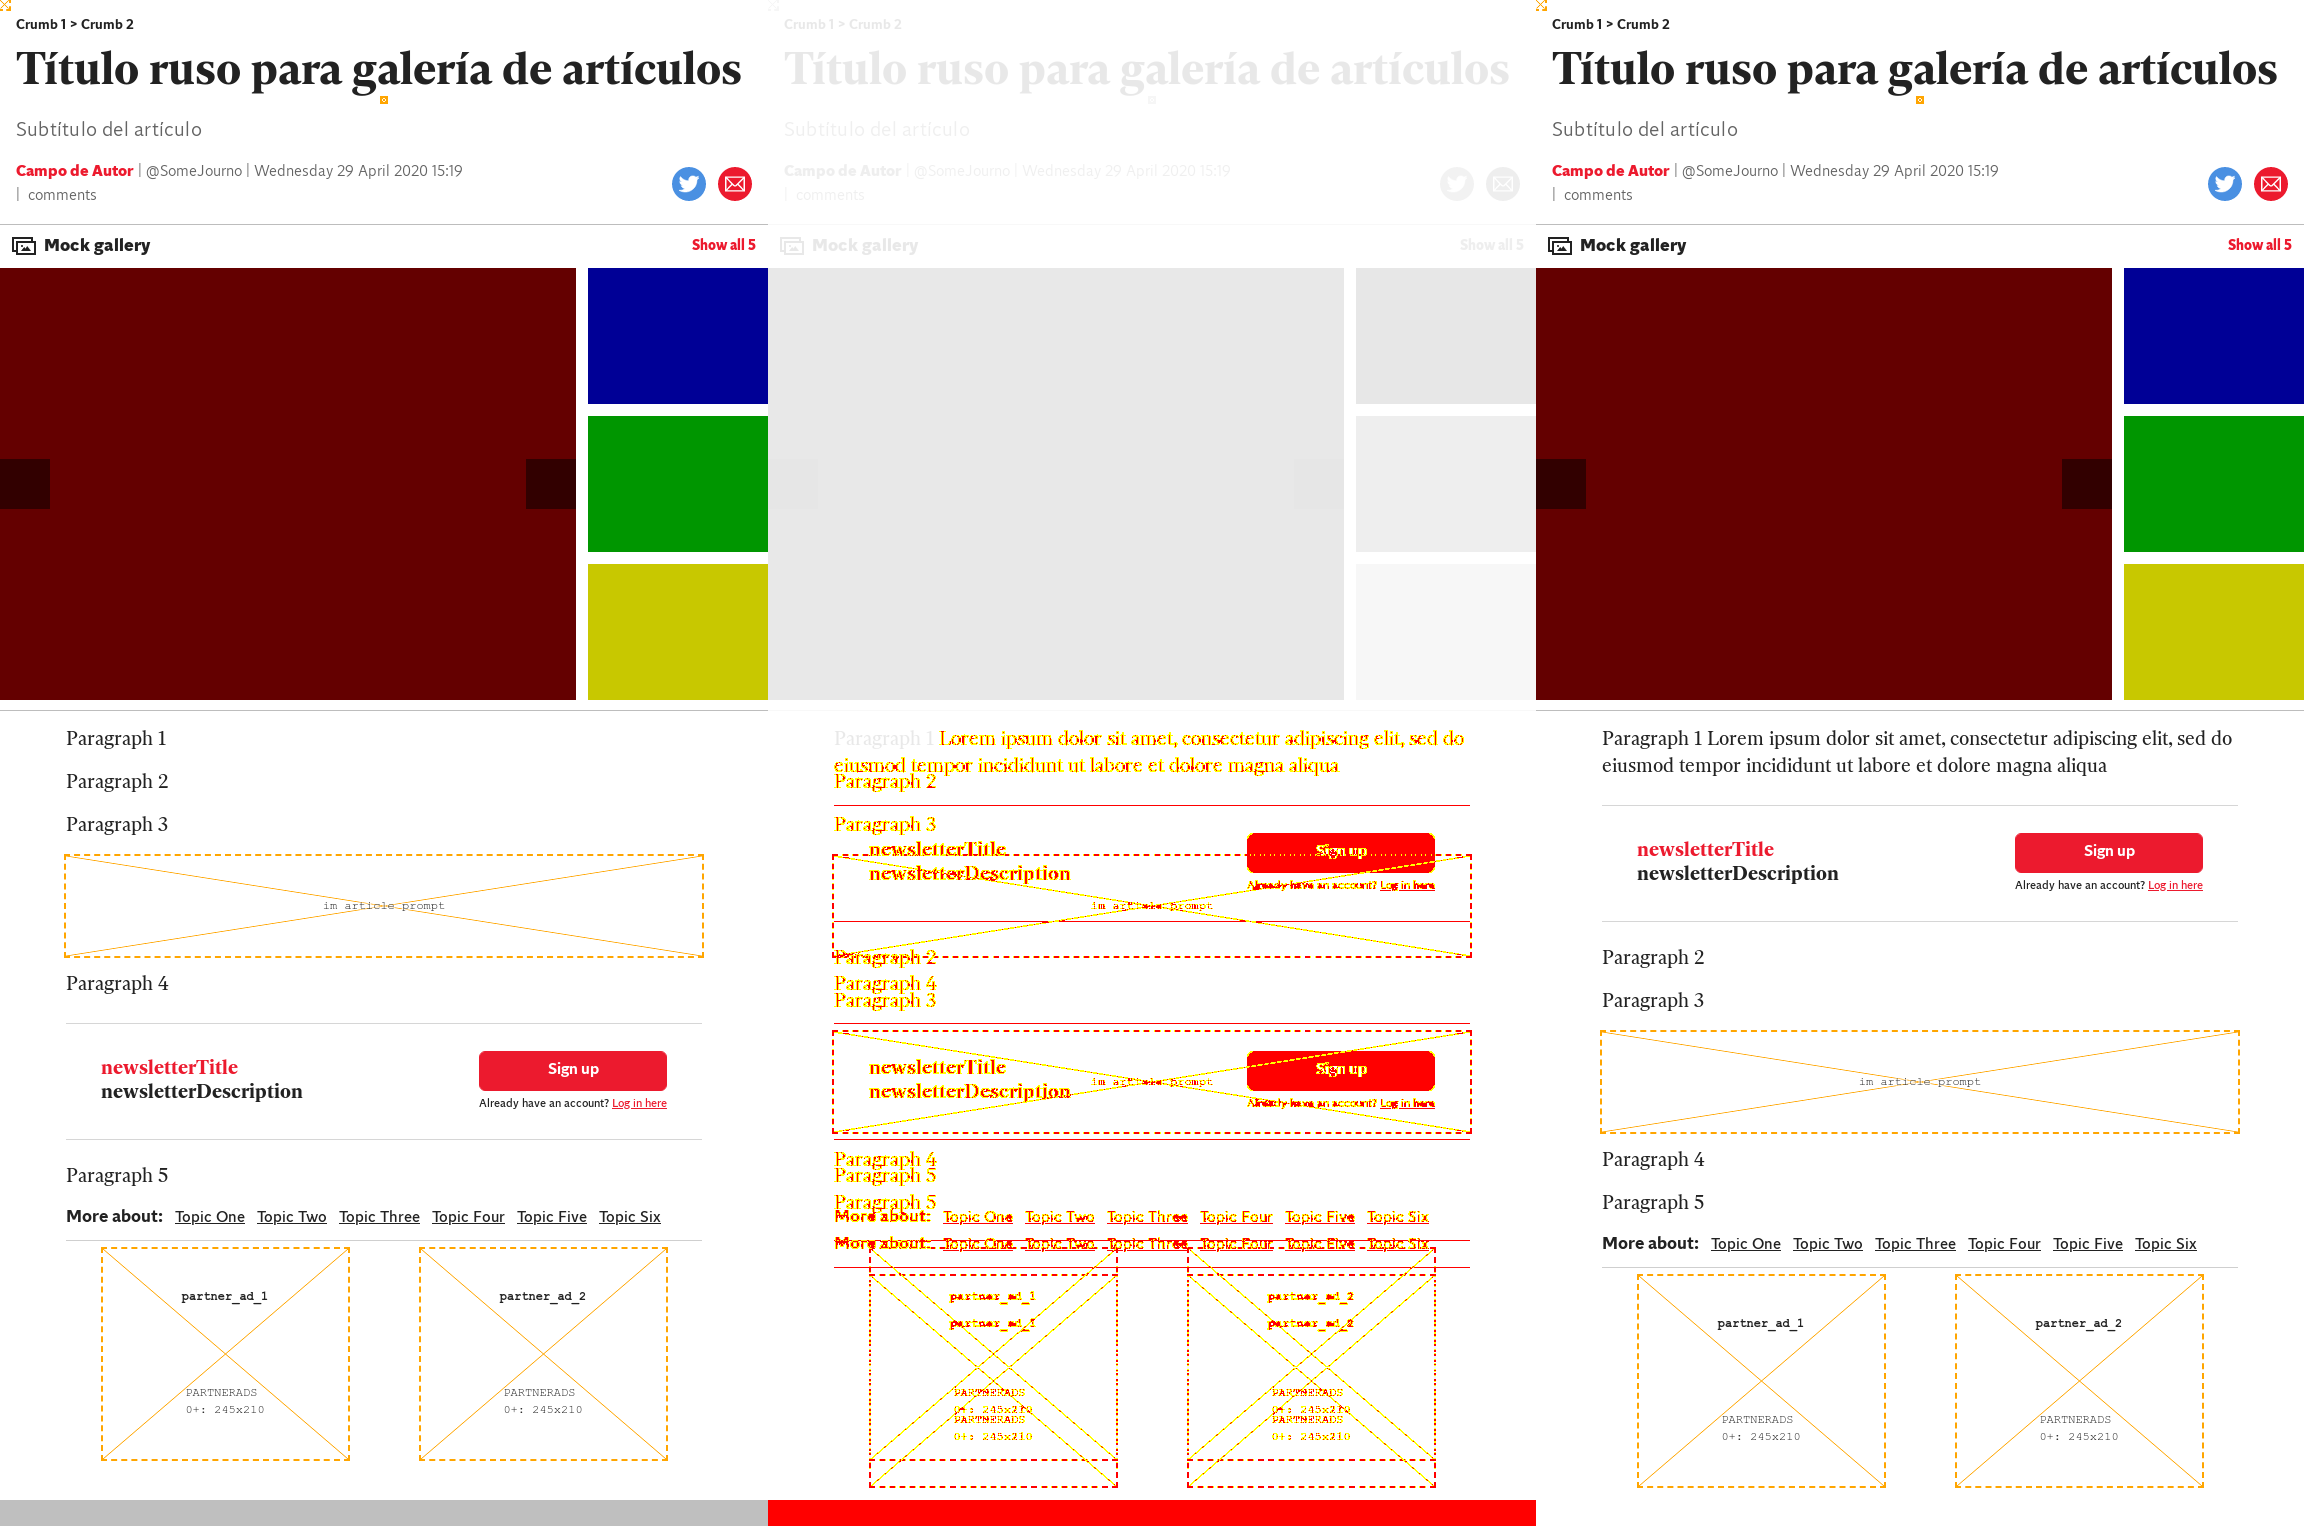 Crumb 1 > Crumb 2
Título ruso para galería de artículos
Subtítulo del artículo
Campo de Autor | @SomeJourno | Wednesday 29 April 2020 15:19
| comments
Mock gallery
Show all 5
Paragraph 1
Paragraph 2
Paragraph 3
im article prompt
Paragraph 4
newsletterTitle
newsletterDescription
Sign up
Already have an account? Log in here
Paragraph 5
More about: Topic One Topic Two Topic Three Topic Four Topic Five Topic Six
partner_ad_1
PARTNERADS
0+: 245x210
partner_ad_2
PARTNERADS
0+: 245x210
Crumb 1 > Crumb 2
Título ruso para galería de artículos
Subtítulo del artículo
Campo de Autor | @SomeJourno | Wednesday 29 April 2020 15:19
| comments
Mock gallery
Show all 5
Paragraph 1 Lorem ipsum dolor sit amet, consectetur adipiscing elit, sed do
eiusmod tempor incididunt ut labore et dolore magna aliqua
Paragraph 2
Paragraph 3
newsletterTitle
newsletterDescription
Sign up
Already have an account? Log in here
im article prompt
Paragraph 2
Paragraph 4
Paragraph 3
newsletterTitle
newsletterDescription
im article prompt
Sign up
Already have an account? Log in here
Paragraph 4
Paragraph 5
Paragraph 5
More about: Topic One Topic Two Topic Three Topic Four Topic Five Topic Six
More about: Topic One Topic Two Topic Three Topic Four Topic Five Topic Six
partner_ad_1
partner_ad_1
PARTNERADS
0+: 245x210
PARTNERADS
0+: 245x210
partner_ad_2
partner_ad_2
PARTNERADS
0+: 245x210
PARTNERADS
0+: 245x210
Crumb 1 > Crumb 2
Título ruso para galería de artículos
Subtítulo del artículo
Campo de Autor | @SomeJourno | Wednesday 29 April 2020 15:19
| comments
Mock gallery
Show all 5
Paragraph 1 Lorem ipsum dolor sit amet, consectetur adipiscing elit, sed do
eiusmod tempor incididunt ut labore et dolore magna aliqua
newsletterTitle
newsletterDescription
Sign up
Already have an account? Log in here
Paragraph 2
Paragraph 3
im article prompt
Paragraph 4
Paragraph 5
More about: Topic One Topic Two Topic Three Topic Four Topic Five Topic Six
partner_ad_1
PARTNERADS
0+: 245x210
partner_ad_2
PARTNERADS
0+: 245x210